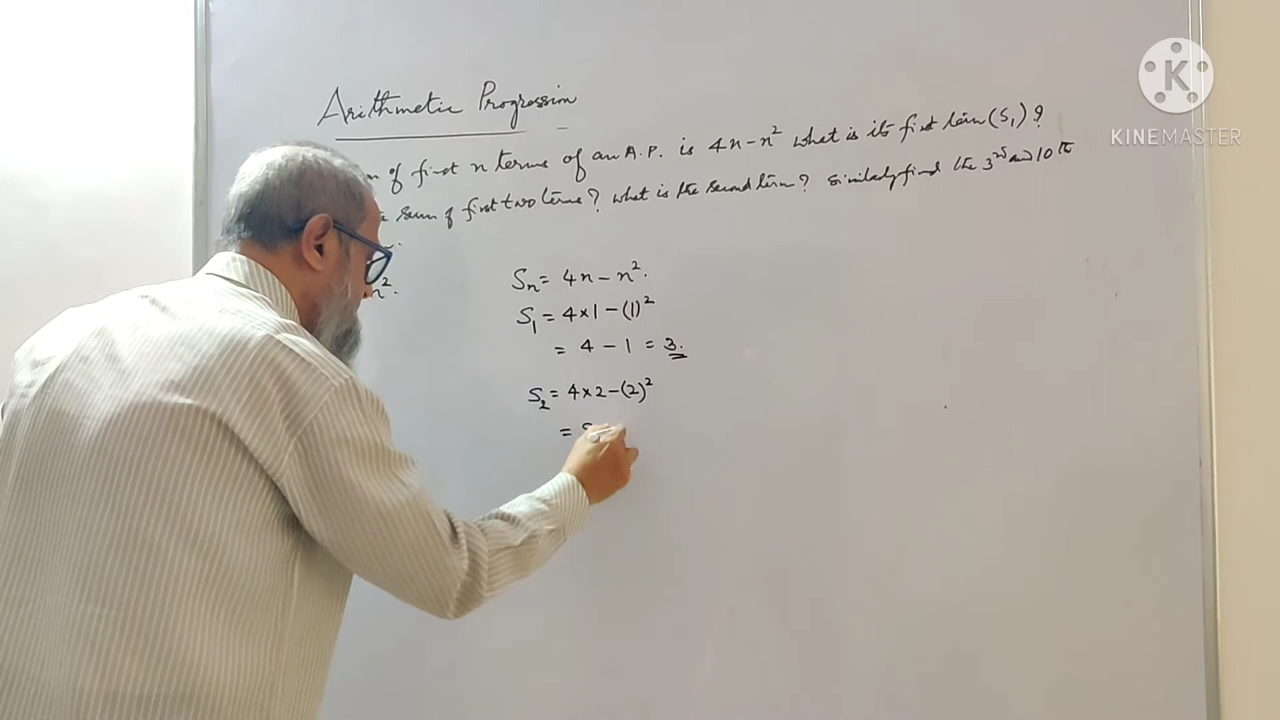 Arithmetic Progression
of first n terms of an A.P. is 4n - n² what is its first term (S₁) ?
sum of first two terms? what is the second term? Similarly find the 3rd and 10th
n².
Sₙ = 4n - n².
S₁ = 4 × 1 - (1)²
= 4 - 1 = 3.
S₂ = 4 × 2 - (2)²
=
K
KINEMASTER